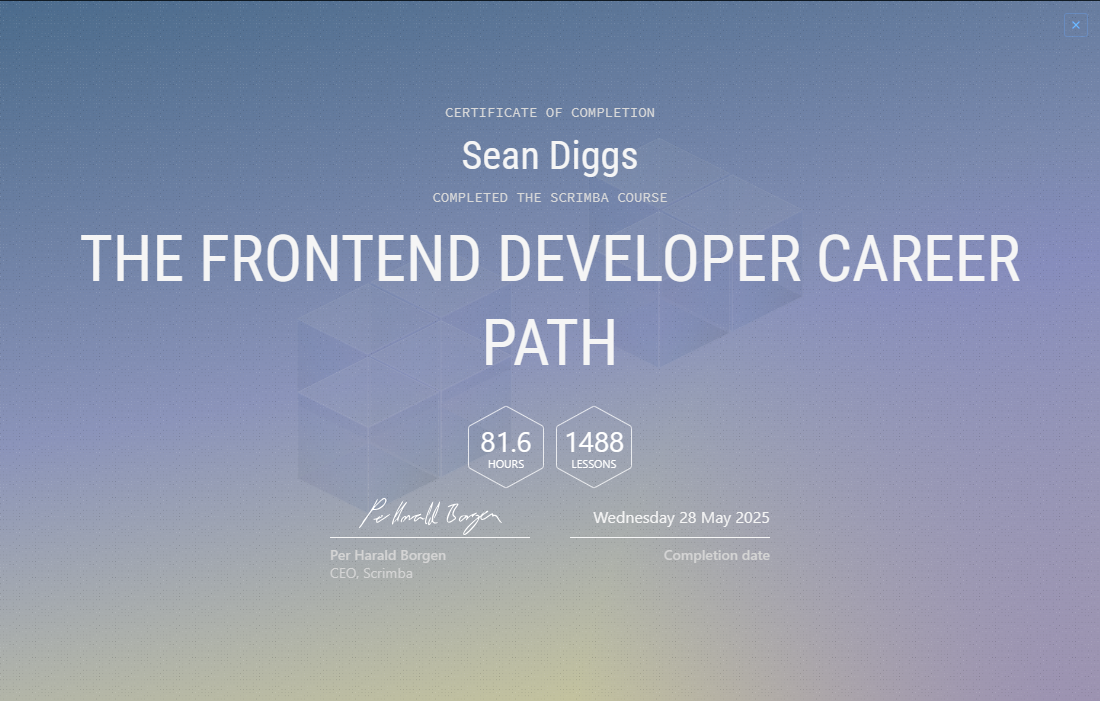 CERTIFICATE OF COMPLETION
Sean Diggs
COMPLETED THE SCRIMBA COURSE
THE FRONTEND DEVELOPER CAREER
PATH
81.6
HOURS
1488
LESSONS
Per Harald Borgen
Wednesday 28 May 2025
Per Harald Borgen
CEO, Scrimba
Completion date